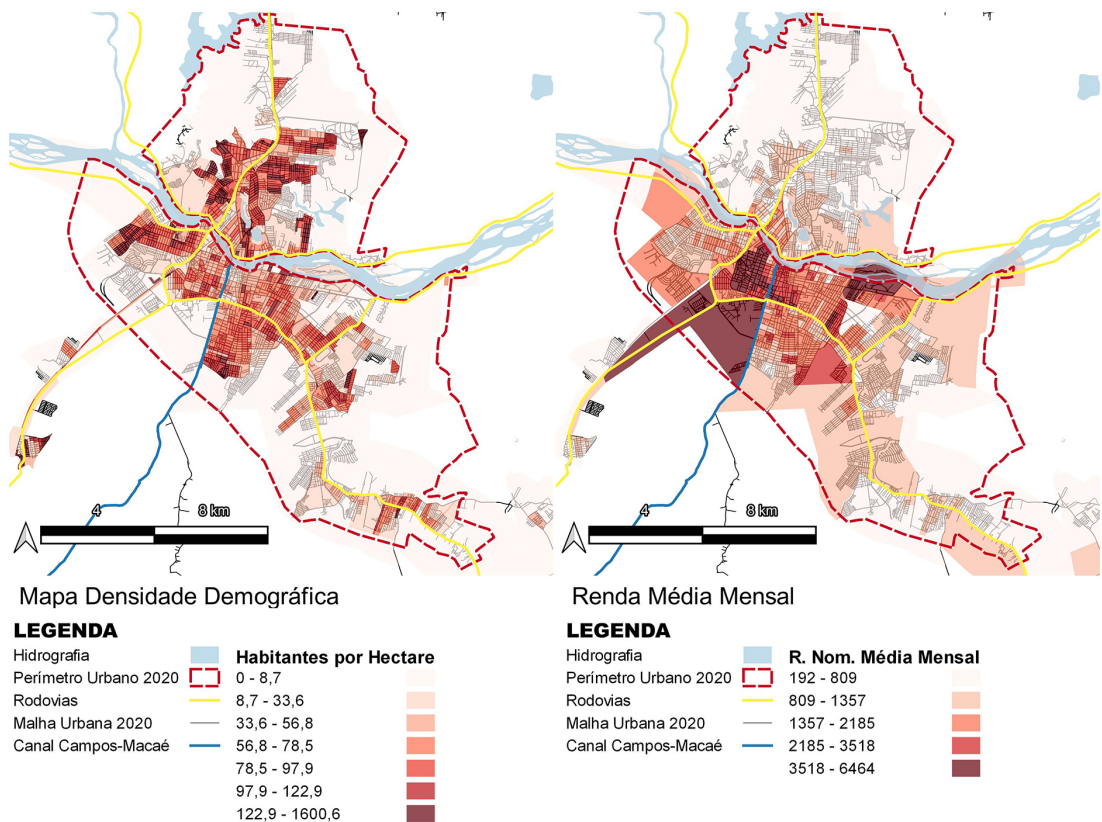 4 8 km
4 8 km
Mapa Densidade Demográfica
LEGENDA
Hidrografia
Habitantes por Hectare
Perímetro Urbano 2020
0 - 8,7
Rodovias
8,7 - 33,6
Malha Urbana 2020
33,6 - 56,8
Canal Campos-Macaé
56,8 - 78,5
78,5 - 97,9
97,9 - 122,9
122,9 - 1600,6
Renda Média Mensal
LEGENDA
Hidrografia
R. Nom. Média Mensal
Perímetro Urbano 2020
192 - 809
Rodovias
809 - 1357
Malha Urbana 2020
1357 - 2185
Canal Campos-Macaé
2185 - 3518
3518 - 6464